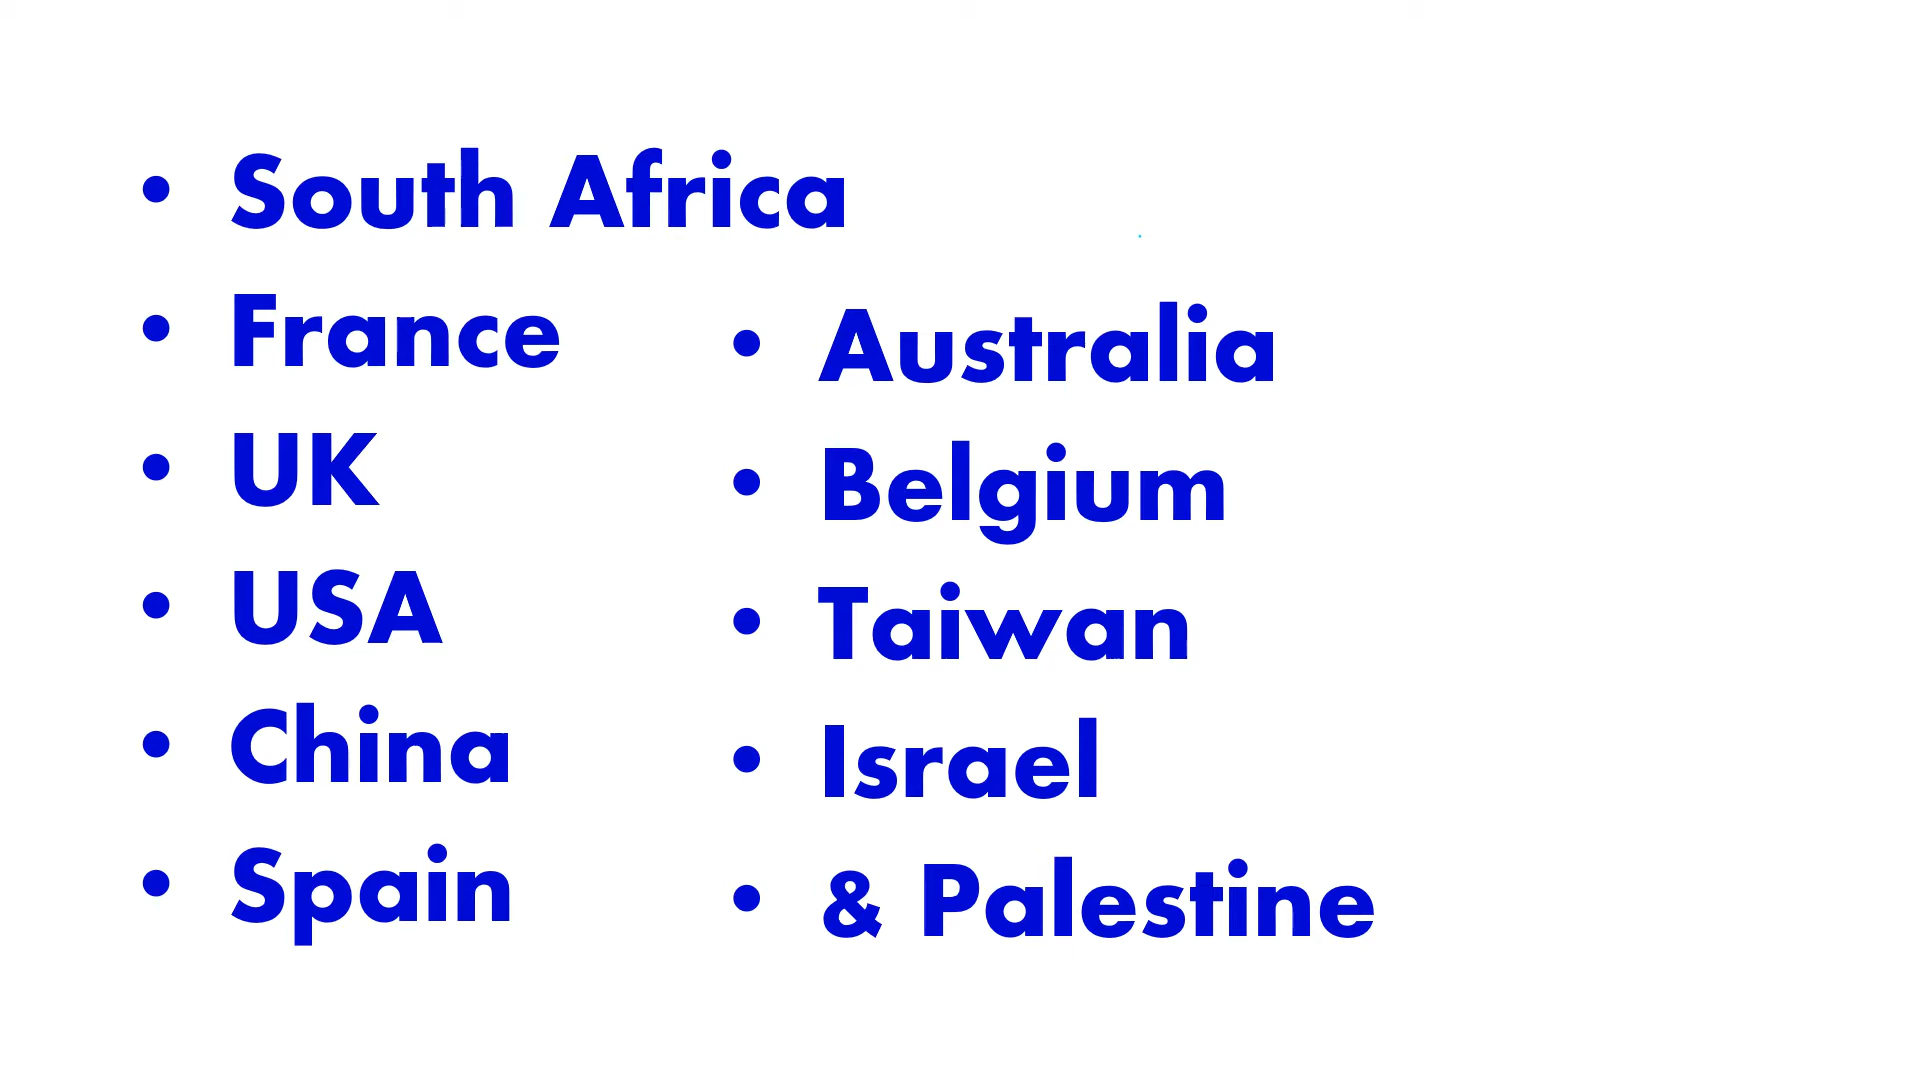 • South Africa
• France
• UK
• USA
• China
• Spain
• Australia
• Belgium
• Taiwan
• Israel
• & Palestine